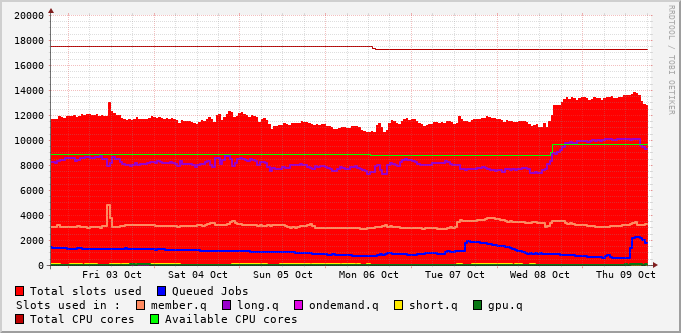 20000
18000
16000
14000
12000
10000
8000
6000
4000
2000
0
Fri 03 Oct Sat 04 Oct Sun 05 Oct Mon 06 Oct Tue 07 Oct Wed 08 Oct Thu 09 Oct
Total slots used Queued Jobs
Slots used in : member.q long.q ondemand.q short.q gpu.q
Total CPU cores Available CPU cores
RRDTOOL / TOBI OETIKER